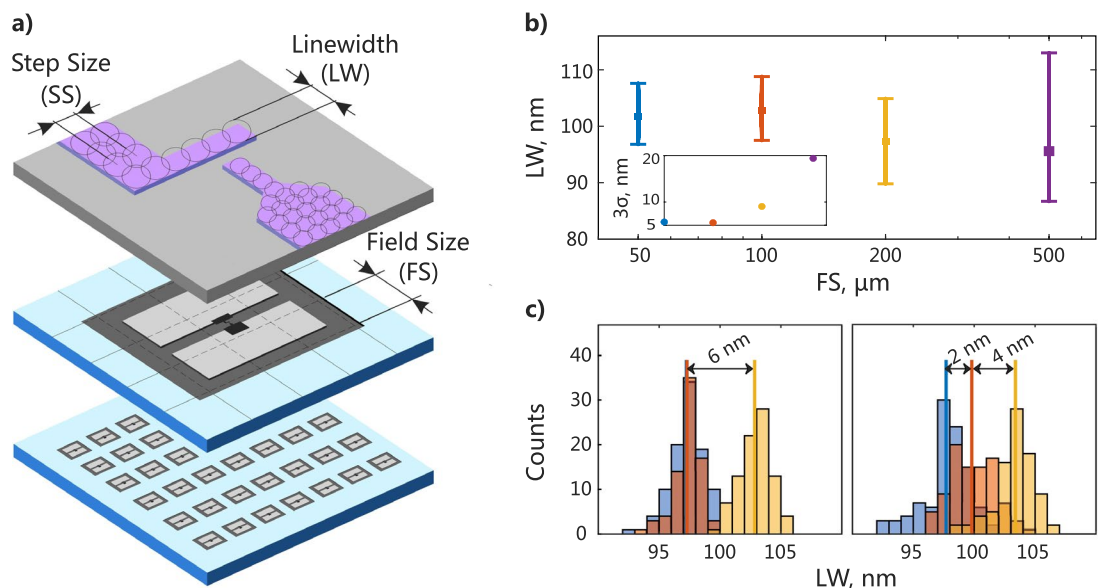 a)
Step Size
(SS)
Linewidth
(LW)
Field Size
(FS)
b)
LW, nm
110
100
90
80
3σ, nm
20
10
5
50
100
200
500
FS, µm
c)
Counts
40
30
20
10
0
6 nm
2 nm
4 nm
95
100
105
95
100
105
LW, nm